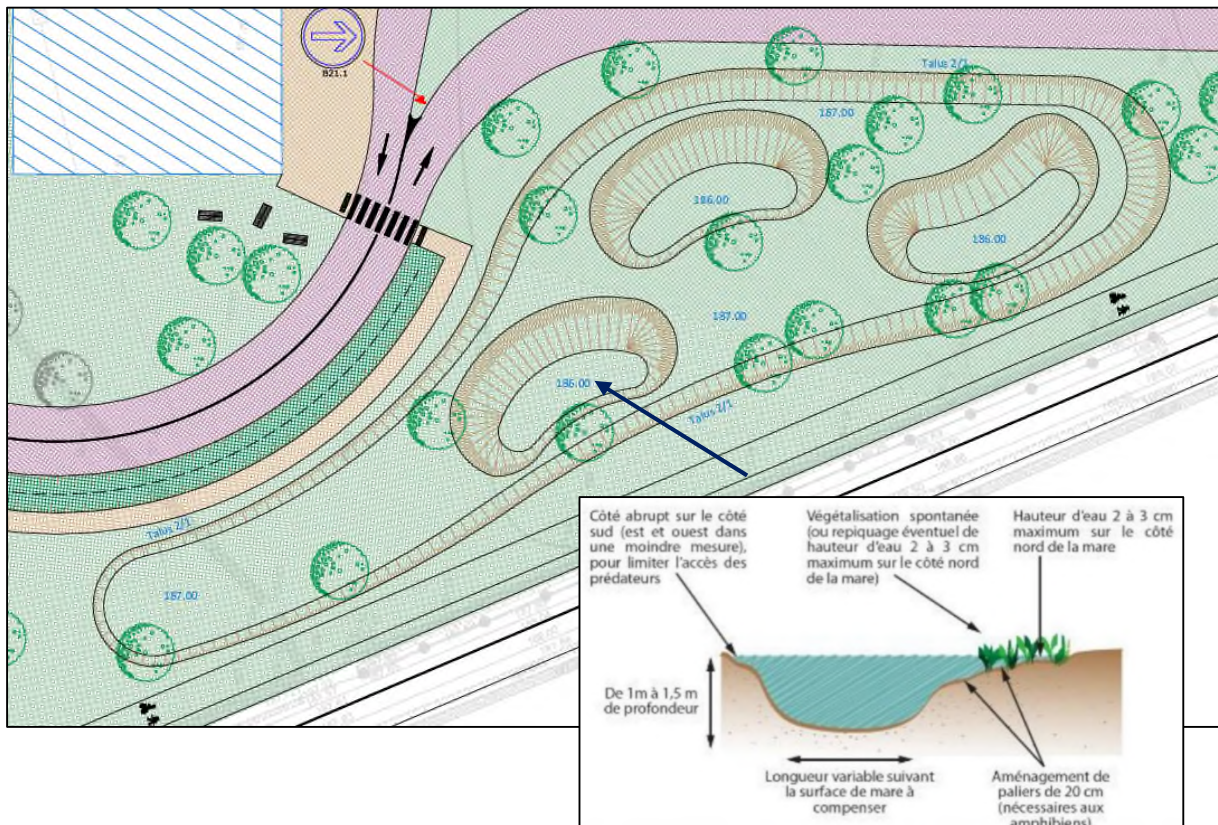 B21.1
Talus 2/1
187.00
186.00
186.00
187.00
186.00
Talus 2/1
Talus 2/1
187.00
Côté abrupt sur le côté
sud (est et ouest dans
une moindre mesure),
pour limiter l'accès des
prédateurs
Végétalisation spontanée
(ou repiquage éventuel de
hauteur d'eau 2 à 3 cm
maximum sur le côté nord
de la mare)
Hauteur d'eau 2 à 3 cm
maximum sur le côté
nord de la mare
De 1m à 1,5 m
de profondeur
Longueur variable suivant
la surface de mare à
compenser
Aménagement de
paliers de 20 cm
(nécessaires aux
amphibiens)